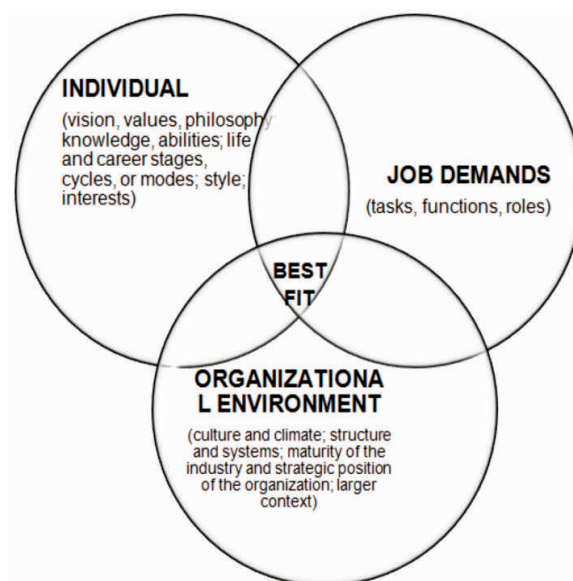 INDIVIDUAL
(vision, values, philosophy;
knowledge, abilities; life
and career stages,
cycles, or modes; style;
interests)
JOB DEMANDS
(tasks, functions, roles)
BEST
FIT
ORGANIZATIONA
L ENVIRONMENT
(culture and climate; structure
and systems; maturity of the
industry and strategic position
of the organization; larger
context)